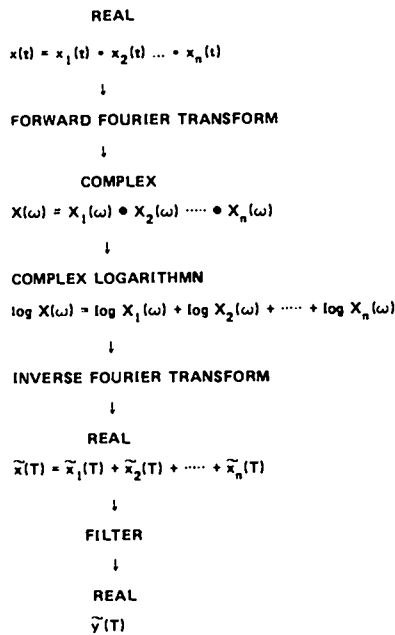 REAL
x(t) = x₁(t) • x₂(t) ... • xₙ(t)
↓
FORWARD FOURIER TRANSFORM
↓
COMPLEX
X(ω) = X₁(ω) ● X₂(ω) ····· ● Xₙ(ω)
↓
COMPLEX LOGARITHMN
log X(ω) = log X₁(ω) + log X₂(ω) + ····· + log Xₙ(ω)
↓
INVERSE FOURIER TRANSFORM
↓
REAL
x̃(T) = x̃₁(T) + x̃₂(T) + ····· + x̃ₙ(T)
↓
FILTER
↓
REAL
ỹ(T)